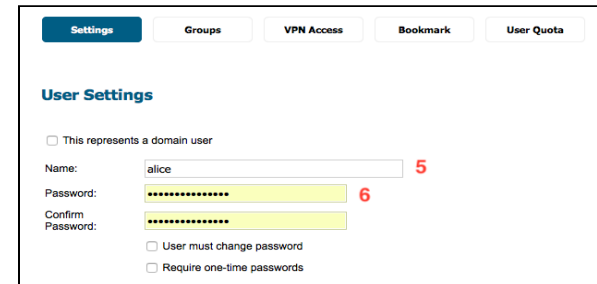 Settings Groups VPN Access Bookmark User Quota
User Settings
This represents a domain user
Name: alice 5
Password: ••••••••••••••• 6
Confirm
Password: •••••••••••••••
User must change password
Require one-time passwords